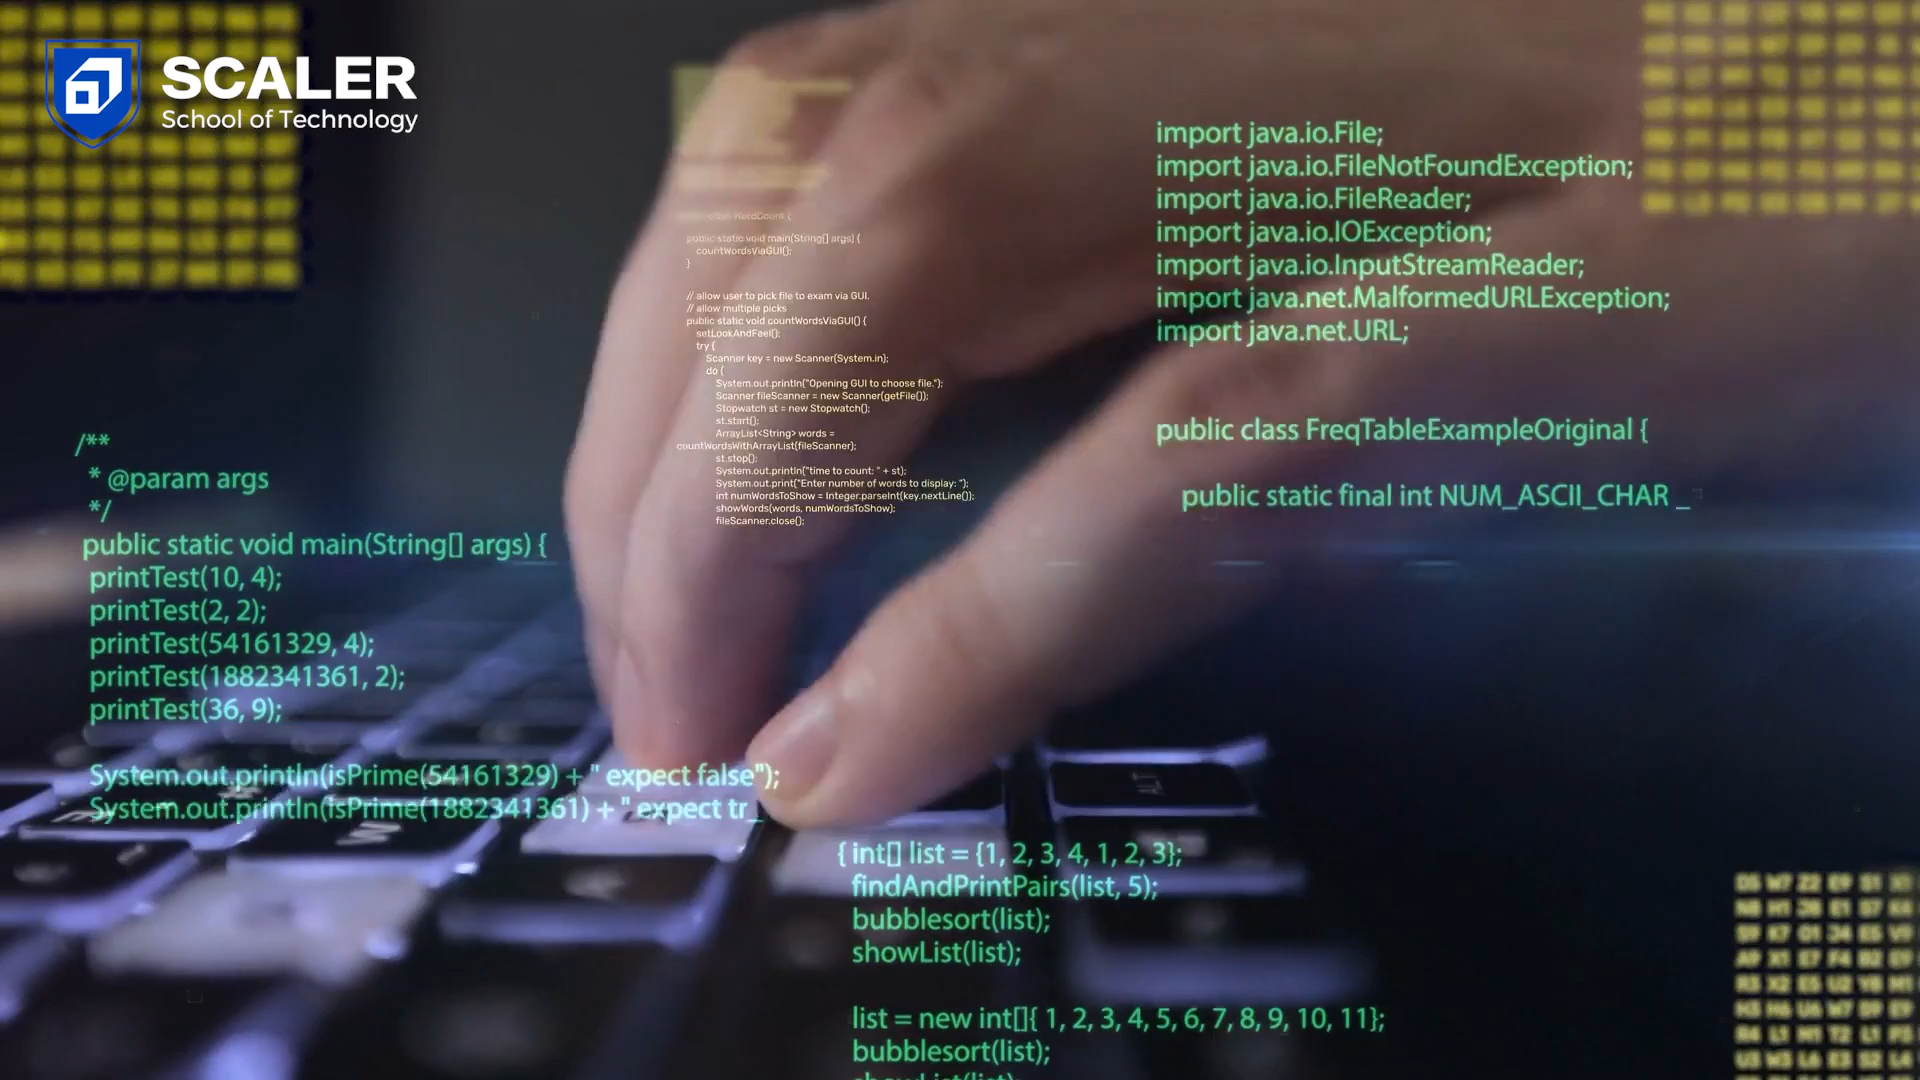 SCALER
School of Technology
public static void main(String[] args) {
countWordsViaGUI();
}
// allow user to pick file to exam via GUI.
// allow multiple picks
public static void countWordsViaGUI() {
setLookAndFeel();
try {
Scanner key = new Scanner(System.in);
do {
System.out.println("Opening GUI to choose file.");
Scanner fileScanner = new Scanner(getFile());
Stopwatch st = new Stopwatch();
st.start();
ArrayList<String> words =
countWordsWithArrayList(fileScanner);
st.stop();
System.out.println("time to count: " + st);
System.out.print("Enter number of words to display: ");
int numWordsToShow = Integer.parseInt(key.nextLine());
showWords(words, numWordsToShow);
fileScanner.close();
import java.io.File;
import java.io.FileNotFoundException;
import java.io.FileReader;
import java.io.IOException;
import java.io.InputStreamReader;
import java.net.MalformedURLException;
import java.net.URL;
public class FreqTableExampleOriginal {
public static final int NUM_ASCII_CHAR _
/**
* @param args
*/
public static void main(String[] args) {
printTest(10, 4);
printTest(2, 2);
printTest(54161329, 4);
printTest(1882341361, 2);
printTest(36, 9);
System.out.println(isPrime(54161329) + " expect false");
System.out.println(isPrime(1882341361) + " expect tr_
{ int[] list = {1, 2, 3, 4, 1, 2, 3};
findAndPrintPairs(list, 5);
bubblesort(list);
showList(list);
list = new int[]{ 1, 2, 3, 4, 5, 6, 7, 8, 9, 10, 11};
bubblesort(list);